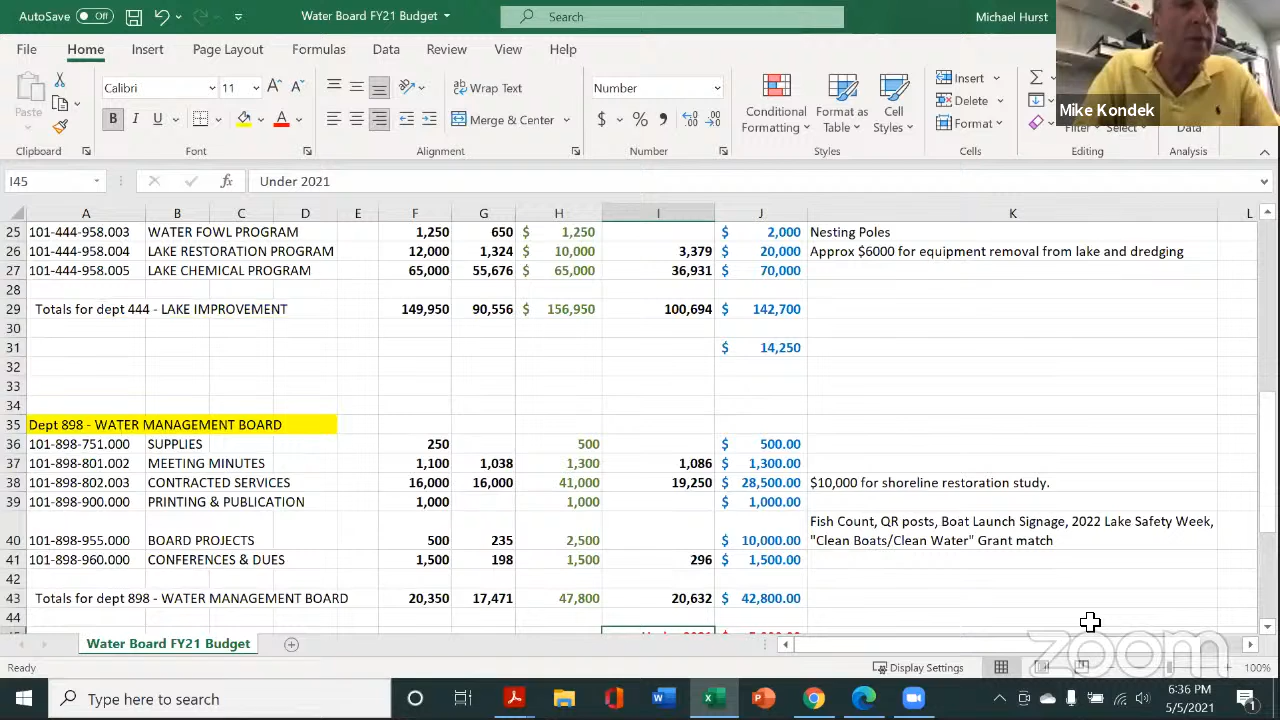 AutoSave Off Water Board FY21 Budget Search Michael Hurst
File Home Insert Page Layout Formulas Data Review View Help
Calibri 11 Wrap Text Number Insert
Paste Merge & Center Conditional Formatting Format as Table Cell Styles Delete Format
Mike Kondek
Clipboard Font Alignment Number Styles Cells Editing Analysis
I45 fx Under 2021
A B C D E F G H I J K L
25 101-444-958.003 WATER FOWL PROGRAM 1,250 650 $ 1,250 $ 2,000 Nesting Poles
26 101-444-958.004 LAKE RESTORATION PROGRAM 12,000 1,324 $ 10,000 3,379 $ 20,000 Approx $6000 for equipment removal from lake and dredging
27 101-444-958.005 LAKE CHEMICAL PROGRAM 65,000 55,676 $ 65,000 36,931 $ 70,000
28
29 Totals for dept 444 - LAKE IMPROVEMENT 149,950 90,556 $ 156,950 100,694 $ 142,700
30
31 $ 14,250
32
33
34
35 Dept 898 - WATER MANAGEMENT BOARD
36 101-898-751.000 SUPPLIES 250 500 $ 500.00
37 101-898-801.002 MEETING MINUTES 1,100 1,038 1,300 1,086 $ 1,300.00
38 101-898-802.003 CONTRACTED SERVICES 16,000 16,000 41,000 19,250 $ 28,500.00 $10,000 for shoreline restoration study.
39 101-898-900.000 PRINTING & PUBLICATION 1,000 1,000 $ 1,000.00
Fish Count, QR posts, Boat Launch Signage, 2022 Lake Safety Week,
40 101-898-955.000 BOARD PROJECTS 500 235 2,500 $ 10,000.00 "Clean Boats/Clean Water" Grant match
41 101-898-960.000 CONFERENCES & DUES 1,500 198 1,500 296 $ 1,500.00
42
43 Totals for dept 898 - WATER MANAGEMENT BOARD 20,350 17,471 47,800 20,632 $ 42,800.00
44
Water Board FY21 Budget
zoom
Ready Display Settings 100%
Type here to search 6:36 PM
5/5/2021